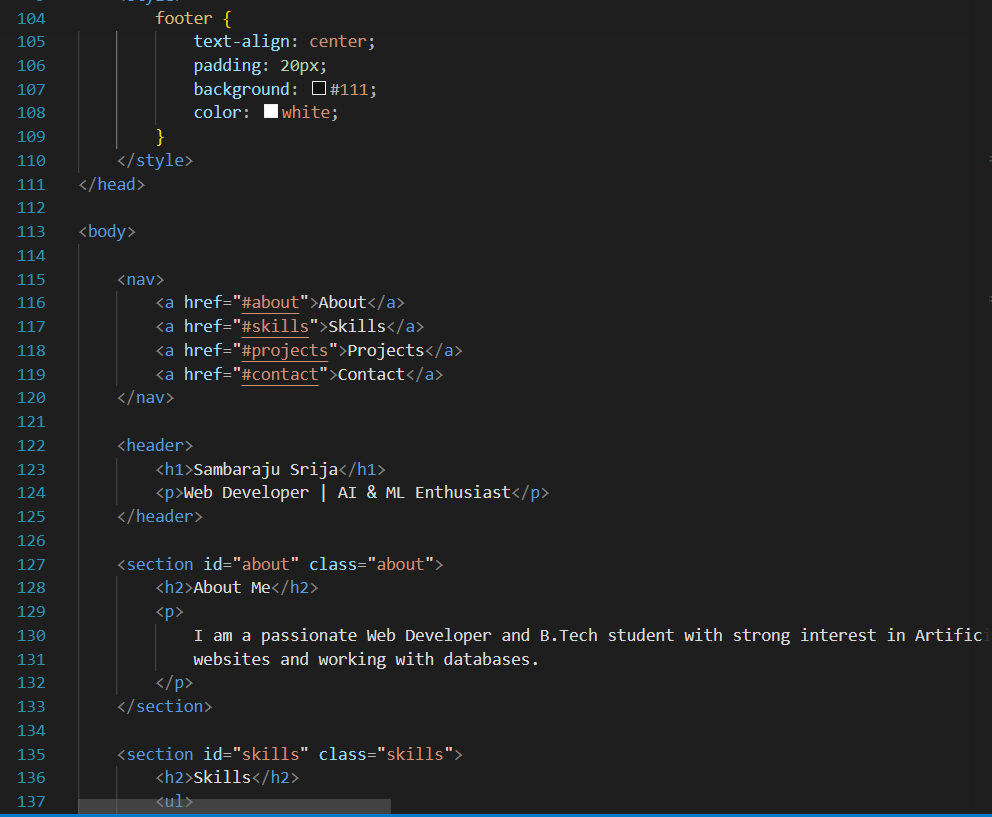 <style>
104 footer {
105 text-align: center;
106 padding: 20px;
107 background: #111;
108 color: white;
109 }
110 </style>
111 </head>
112
113 <body>
114
115 <nav>
116 <a href="#about">About</a>
117 <a href="#skills">Skills</a>
118 <a href="#projects">Projects</a>
119 <a href="#contact">Contact</a>
120 </nav>
121
122 <header>
123 <h1>Sambaraju Srija</h1>
124 <p>Web Developer | AI & ML Enthusiast</p>
125 </header>
126
127 <section id="about" class="about">
128 <h2>About Me</h2>
129 <p>
130 I am a passionate Web Developer and B.Tech student with strong interest in Artifici
131 websites and working with databases.
132 </p>
133 </section>
134
135 <section id="skills" class="skills">
136 <h2>Skills</h2>
137 <ul>